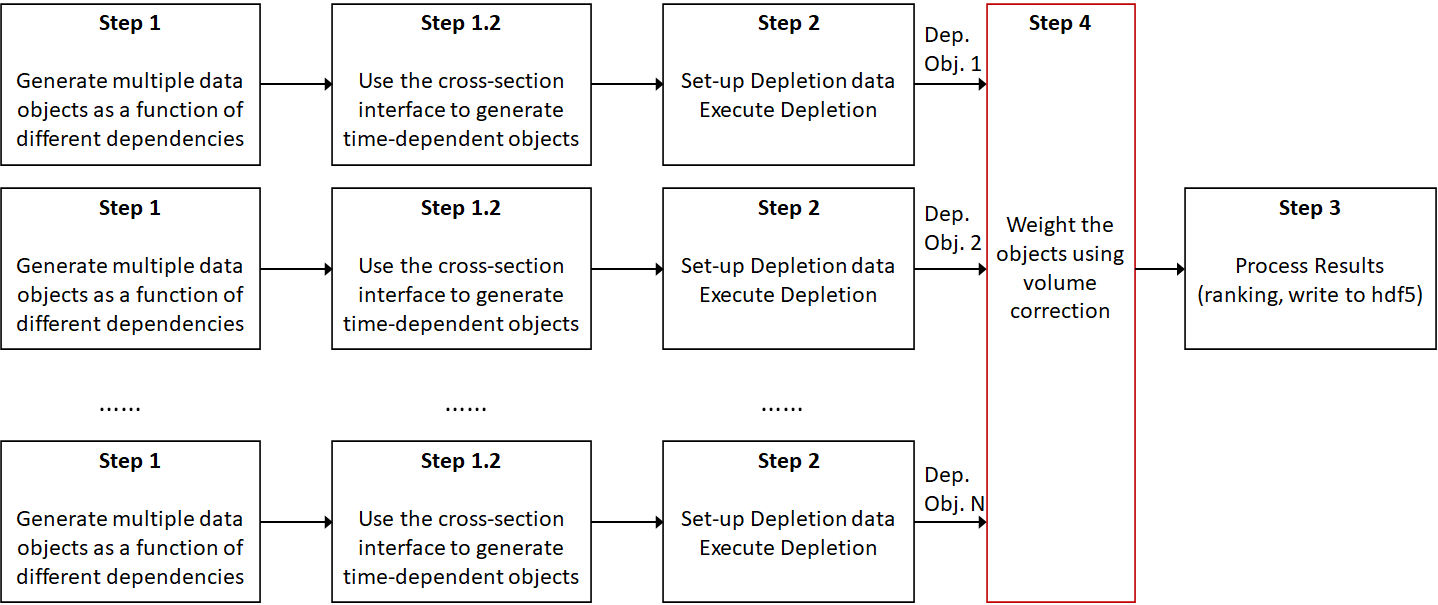 Step 1
Generate multiple data
objects as a function of
different dependencies
Step 1.2
Use the cross-section
interface to generate
time-dependent objects
Step 2
Set-up Depletion data
Execute Depletion
Dep.
Obj. 1
Step 1
Generate multiple data
objects as a function of
different dependencies
Step 1.2
Use the cross-section
interface to generate
time-dependent objects
Step 2
Set-up Depletion data
Execute Depletion
Dep.
Obj. 2
......
......
......
Step 1
Generate multiple data
objects as a function of
different dependencies
Step 1.2
Use the cross-section
interface to generate
time-dependent objects
Step 2
Set-up Depletion data
Execute Depletion
Dep.
Obj. N
Step 4
Weight the
objects using
volume
correction
Step 3
Process Results
(ranking, write to hdf5)